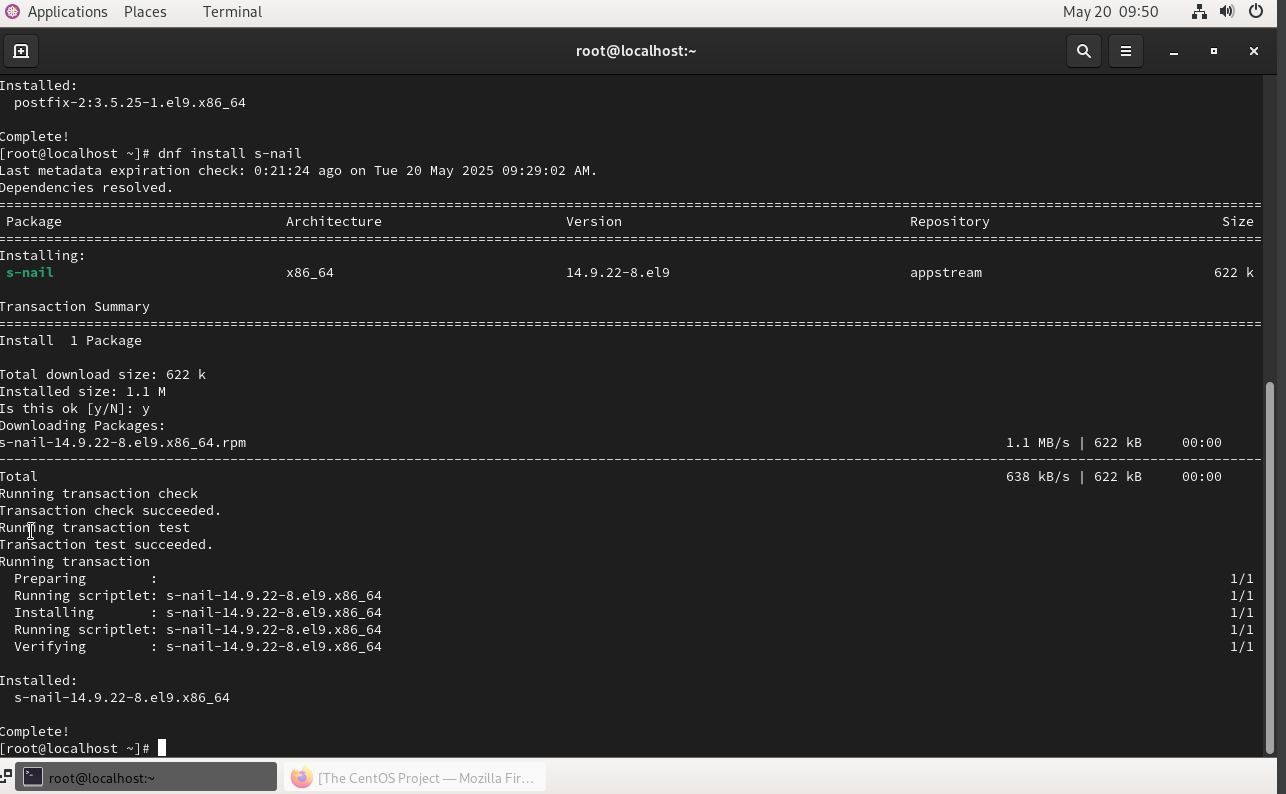 Applications Places Terminal May 20 09:50
root@localhost:~
Installed:
postfix-2:3.5.25-1.el9.x86_64
Complete!
[root@localhost ~]# dnf install s-nail
Last metadata expiration check: 0:21:24 ago on Tue 20 May 2025 09:29:02 AM.
Dependencies resolved.
================================================================================
Package Architecture Version Repository Size
================================================================================
Installing:
s-nail x86_64 14.9.22-8.el9 appstream 622 k
Transaction Summary
================================================================================
Install 1 Package
Total download size: 622 k
Installed size: 1.1 M
Is this ok [y/N]: y
Downloading Packages:
s-nail-14.9.22-8.el9.x86_64.rpm 1.1 MB/s | 622 kB 00:00
--------------------------------------------------------------------------------
Total 638 kB/s | 622 kB 00:00
Running transaction check
Transaction check succeeded.
Running transaction test
Transaction test succeeded.
Running transaction
Preparing : 1/1
Running scriptlet: s-nail-14.9.22-8.el9.x86_64 1/1
Installing : s-nail-14.9.22-8.el9.x86_64 1/1
Running scriptlet: s-nail-14.9.22-8.el9.x86_64 1/1
Verifying : s-nail-14.9.22-8.el9.x86_64 1/1
Installed:
s-nail-14.9.22-8.el9.x86_64
Complete!
[root@localhost ~]#
root@localhost:~ [The CentOS Project — Mozilla Fir...